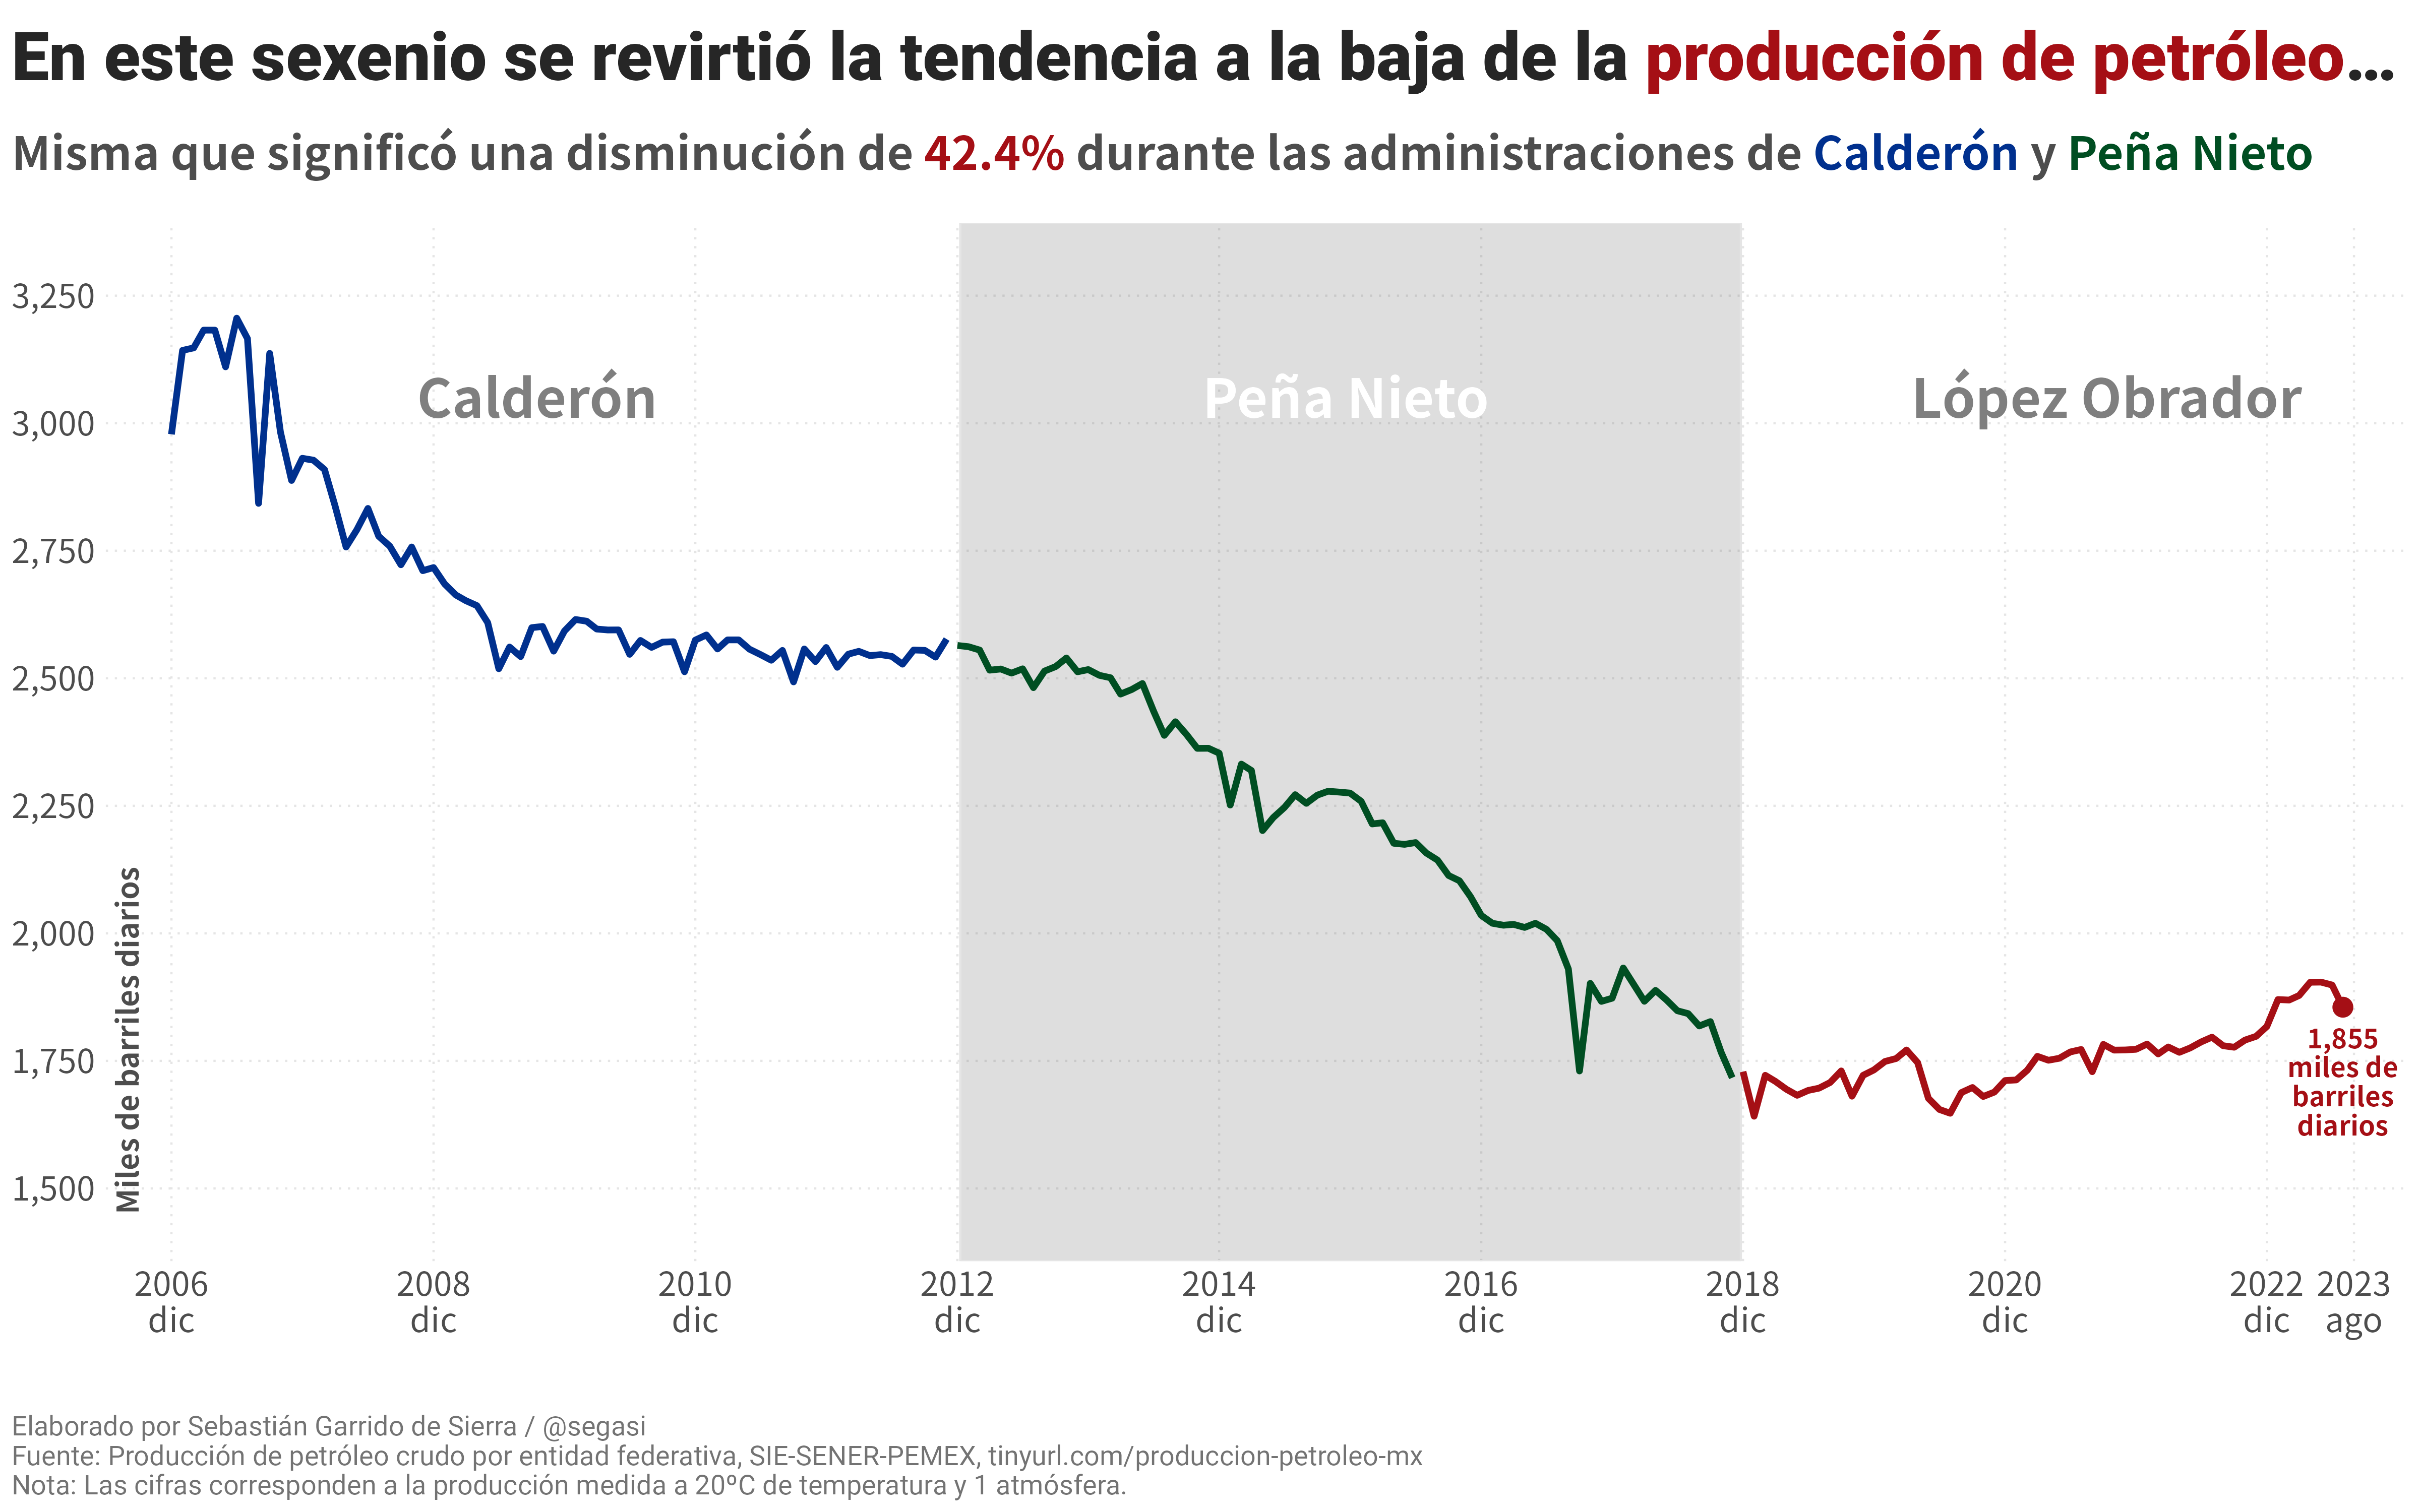 En este sexenio se revirtió la tendencia a la baja de la producción de petróleo...
Misma que significó una disminución de 42.4% durante las administraciones de Calderón y Peña Nieto
Calderón
Peña Nieto
López Obrador
3,250
3,000
2,750
2,500
2,250
2,000
1,750
1,500
Miles de barriles diarios
1,855
miles de
barriles
diarios
2006 2008 2010 2012 2014 2016 2018 2020 2022 2023
dic dic dic dic dic dic dic dic dic ago
Elaborado por Sebastián Garrido de Sierra / @segasi
Fuente: Producción de petróleo crudo por entidad federativa, SIE-SENER-PEMEX, tinyurl.com/produccion-petroleo-mx
Nota: Las cifras corresponden a la producción medida a 20ºC de temperatura y 1 atmósfera.